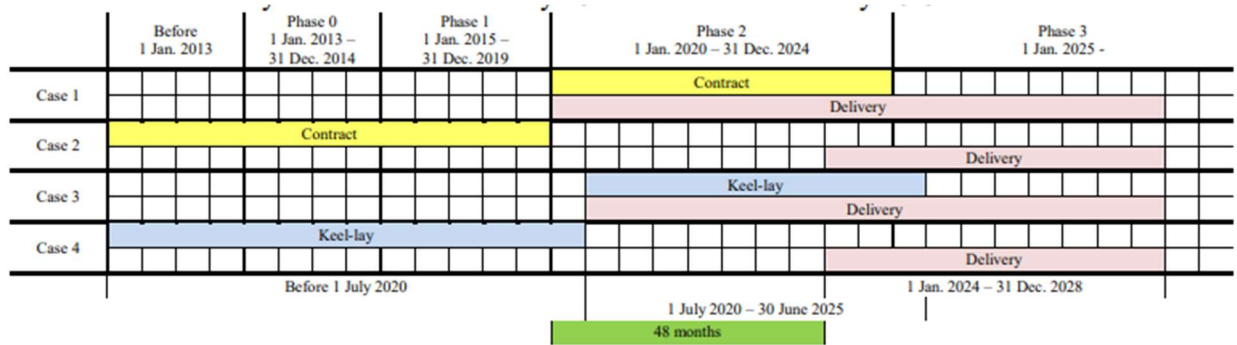 Before
1 Jan. 2013
Phase 0
1 Jan. 2013 –
31 Dec. 2014
Phase 1
1 Jan. 2015 –
31 Dec. 2019
Phase 2
1 Jan. 2020 – 31 Dec. 2024
Phase 3
1 Jan. 2025 -
Case 1
Contract
Delivery
Case 2
Contract
Delivery
Case 3
Keel-lay
Delivery
Case 4
Keel-lay
Delivery
Before 1 July 2020
1 Jan. 2024 – 31 Dec. 2028
1 July 2020 – 30 June 2025
48 months